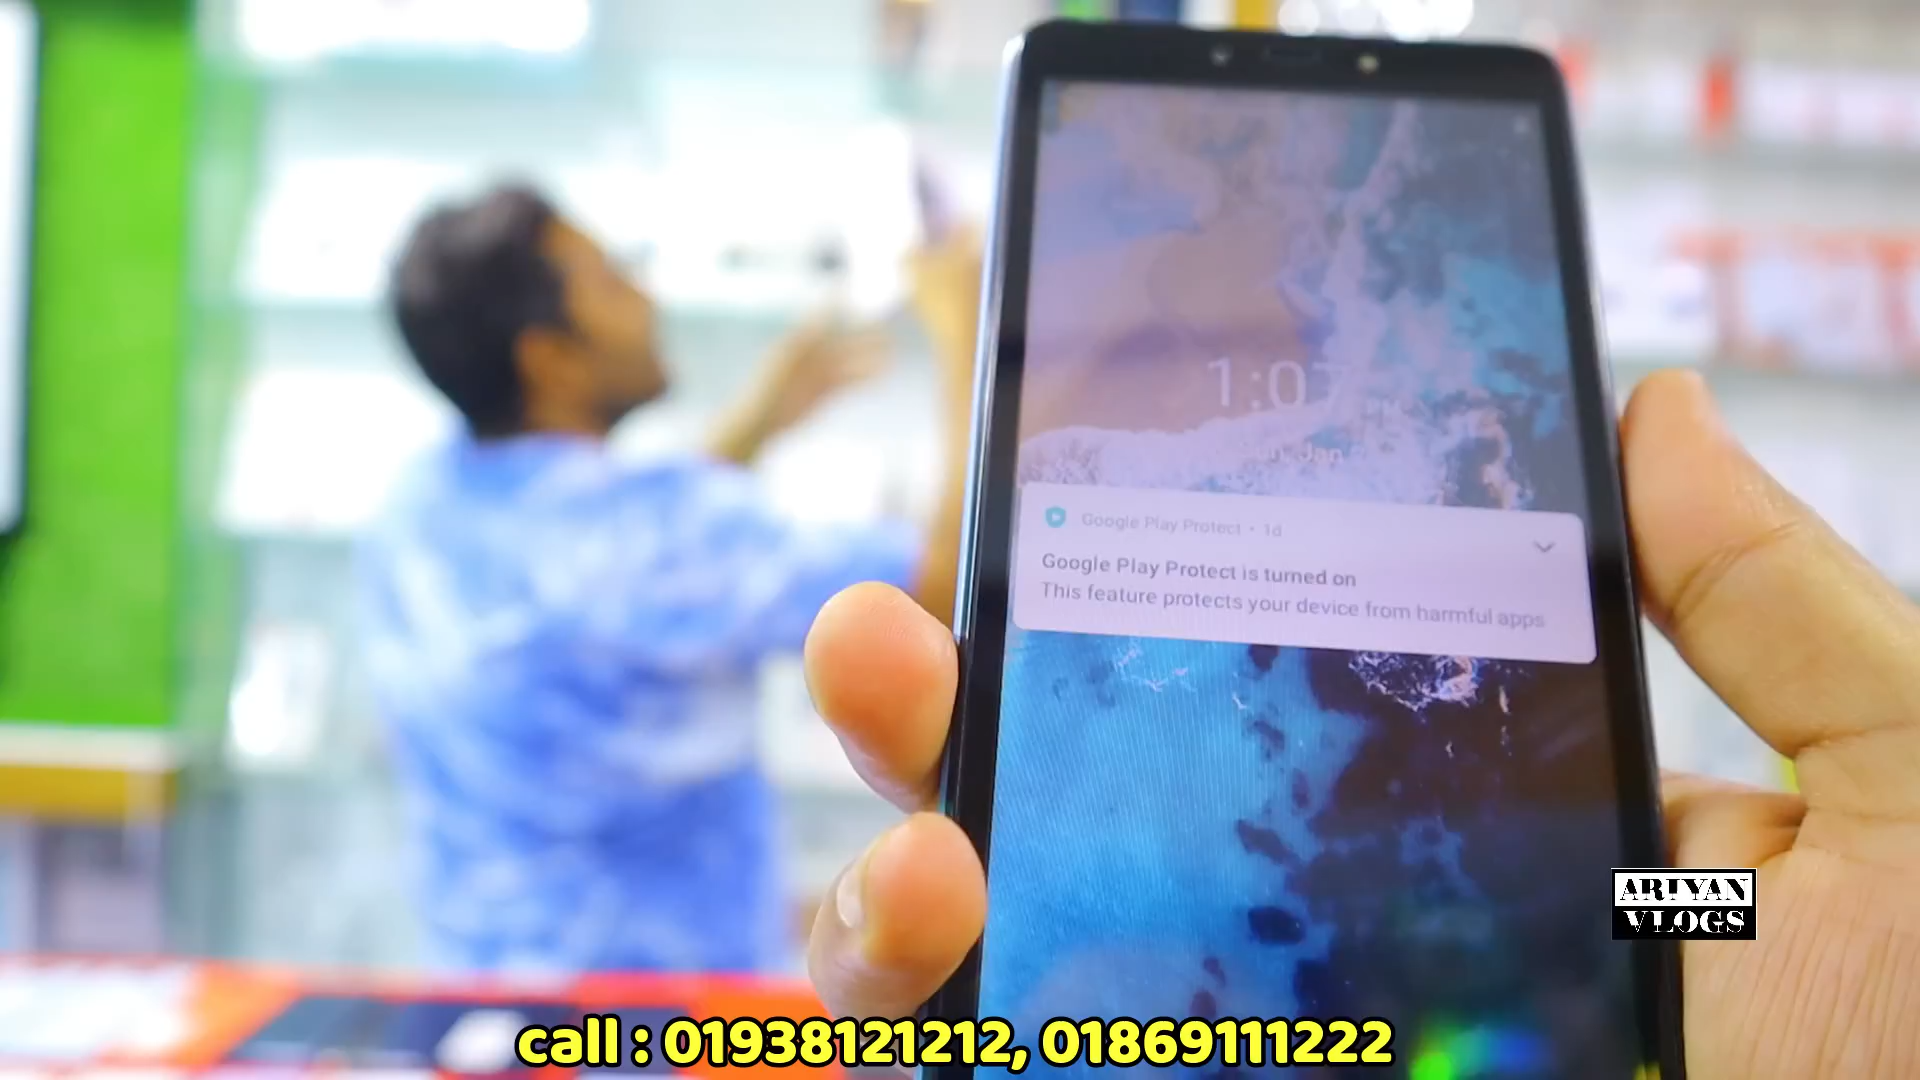 1:07
Jan
Google Play Protect • 1d
Google Play Protect is turned on
This feature protects your device from harmful apps
ARIYAN
VLOGS
call : 01938121212, 01869111222